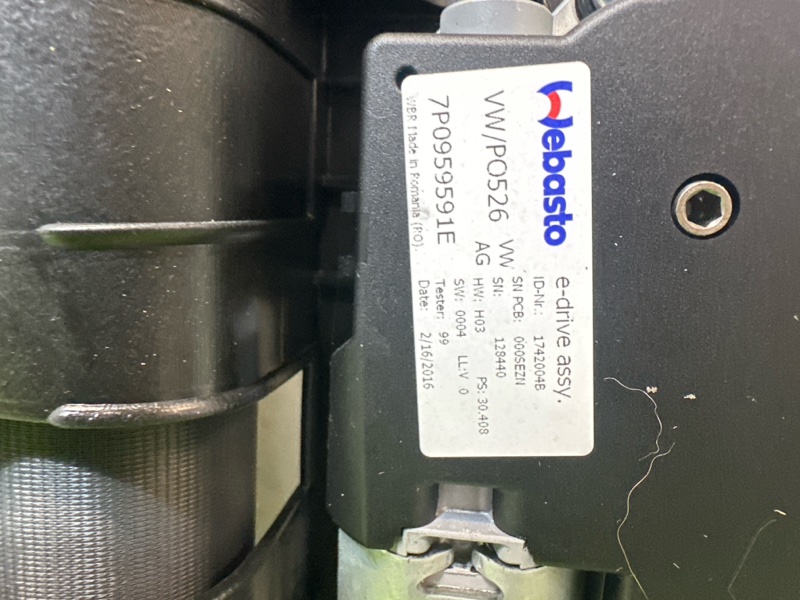 Webasto
e-drive assy.
VW/PO526 VW AG
7P0959591E
WBR Made in Romania (RO).
ID-Nr.: 1742004B
SN PCB: 000SEZN
SN: 128440
HW: H03 PS: 30.408
SW: 0004 LL:V 0
Tester: 99
Date: 2/16/2016